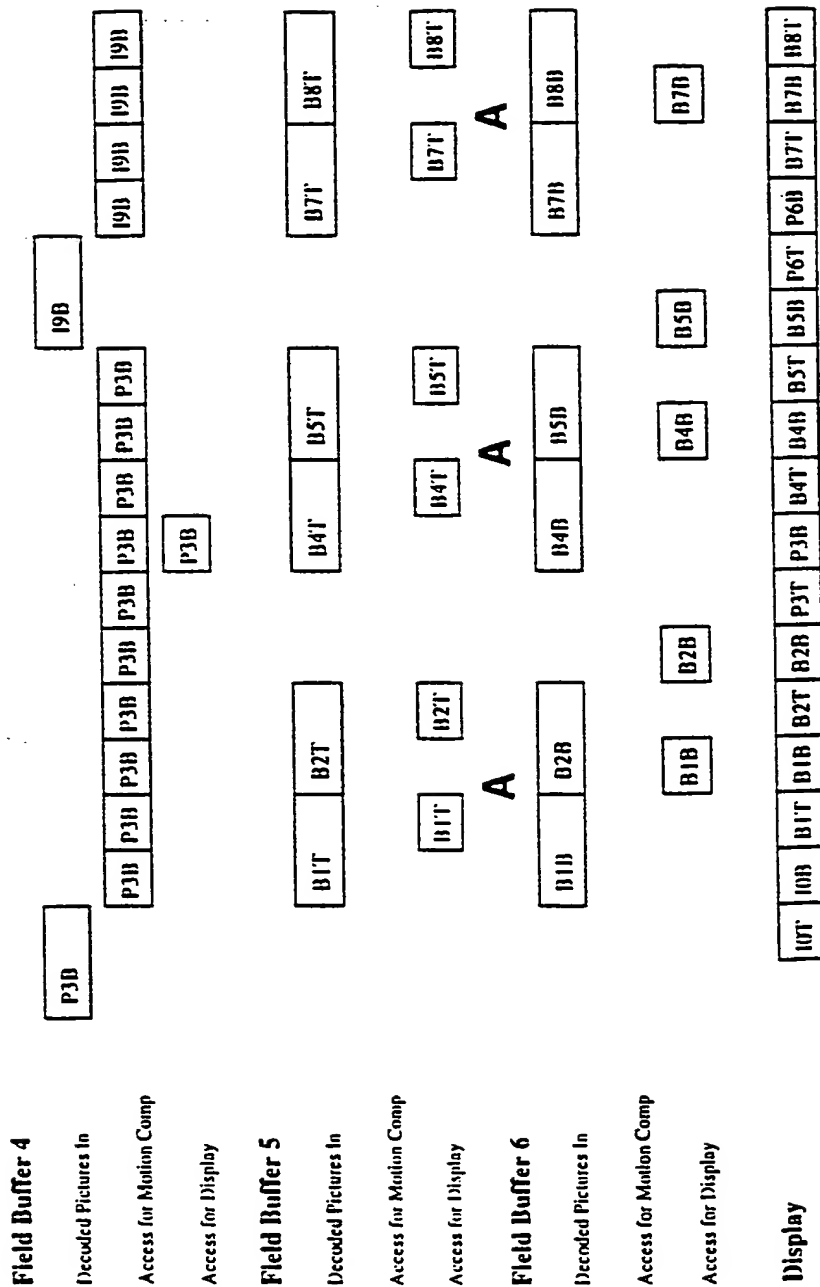 Field Buffer 4
Decoded Pictures In P3B I9B
Access for Motion Comp P3B P3B P3B P3B P3B P3B P3B P3B P3B P3B I9B I9B I9B I9B
Access for Display P3B
Field Buffer 5
Decoded Pictures In B1T B2T B4T B5T B7T B8T
Access for Motion Comp
Access for Display B1T B2T B4T B5T B7T B8T
A A A
Field Buffer 6
Decoded Pictures In B1B B2B B4B B5B B7B B8B
Access for Motion Comp
Access for Display B1B B2B B4B B5B B7B
Display I0T I0B B1T B1B B2T B2B P3T P3B B4T B4B B5T B5B P6T P6B B7T B7B B8T